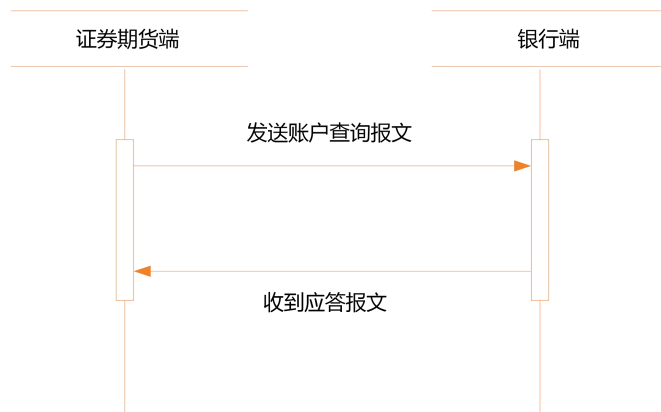 证券期货端
银行端
发送账户查询报文
收到应答报文